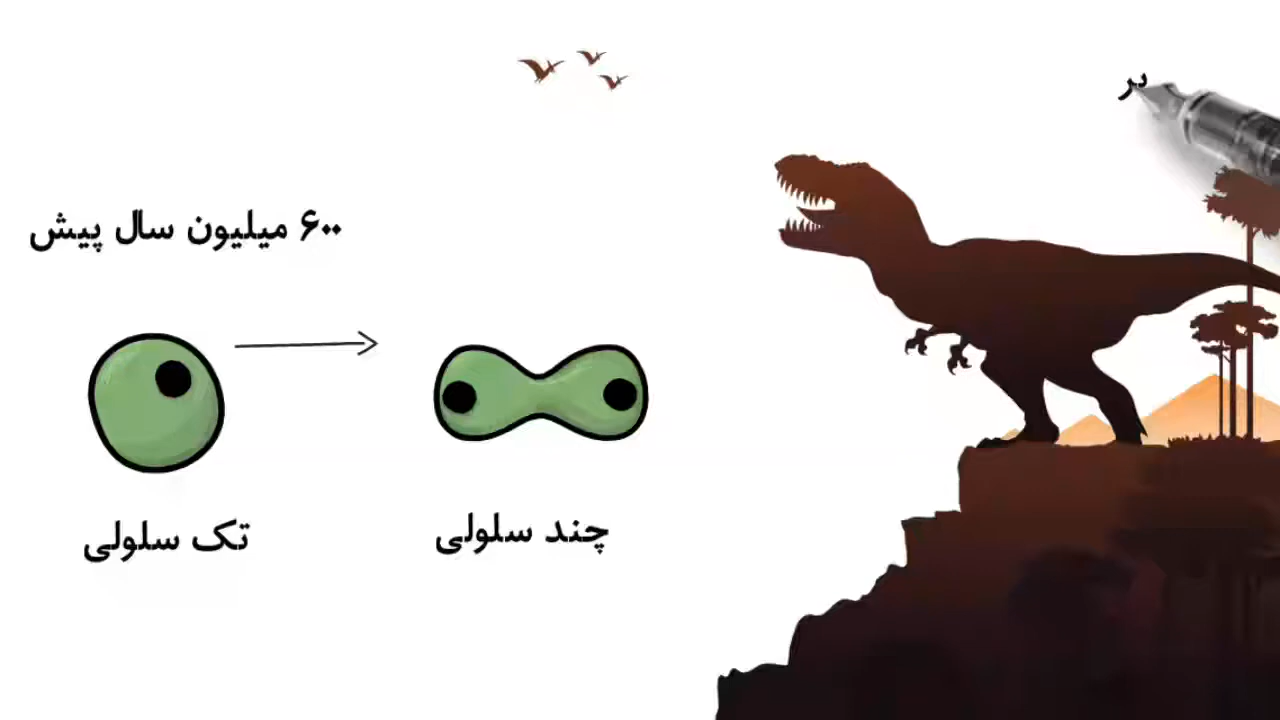 ۶۰۰ میلیون سال پیش
تک سلولی
چند سلولی